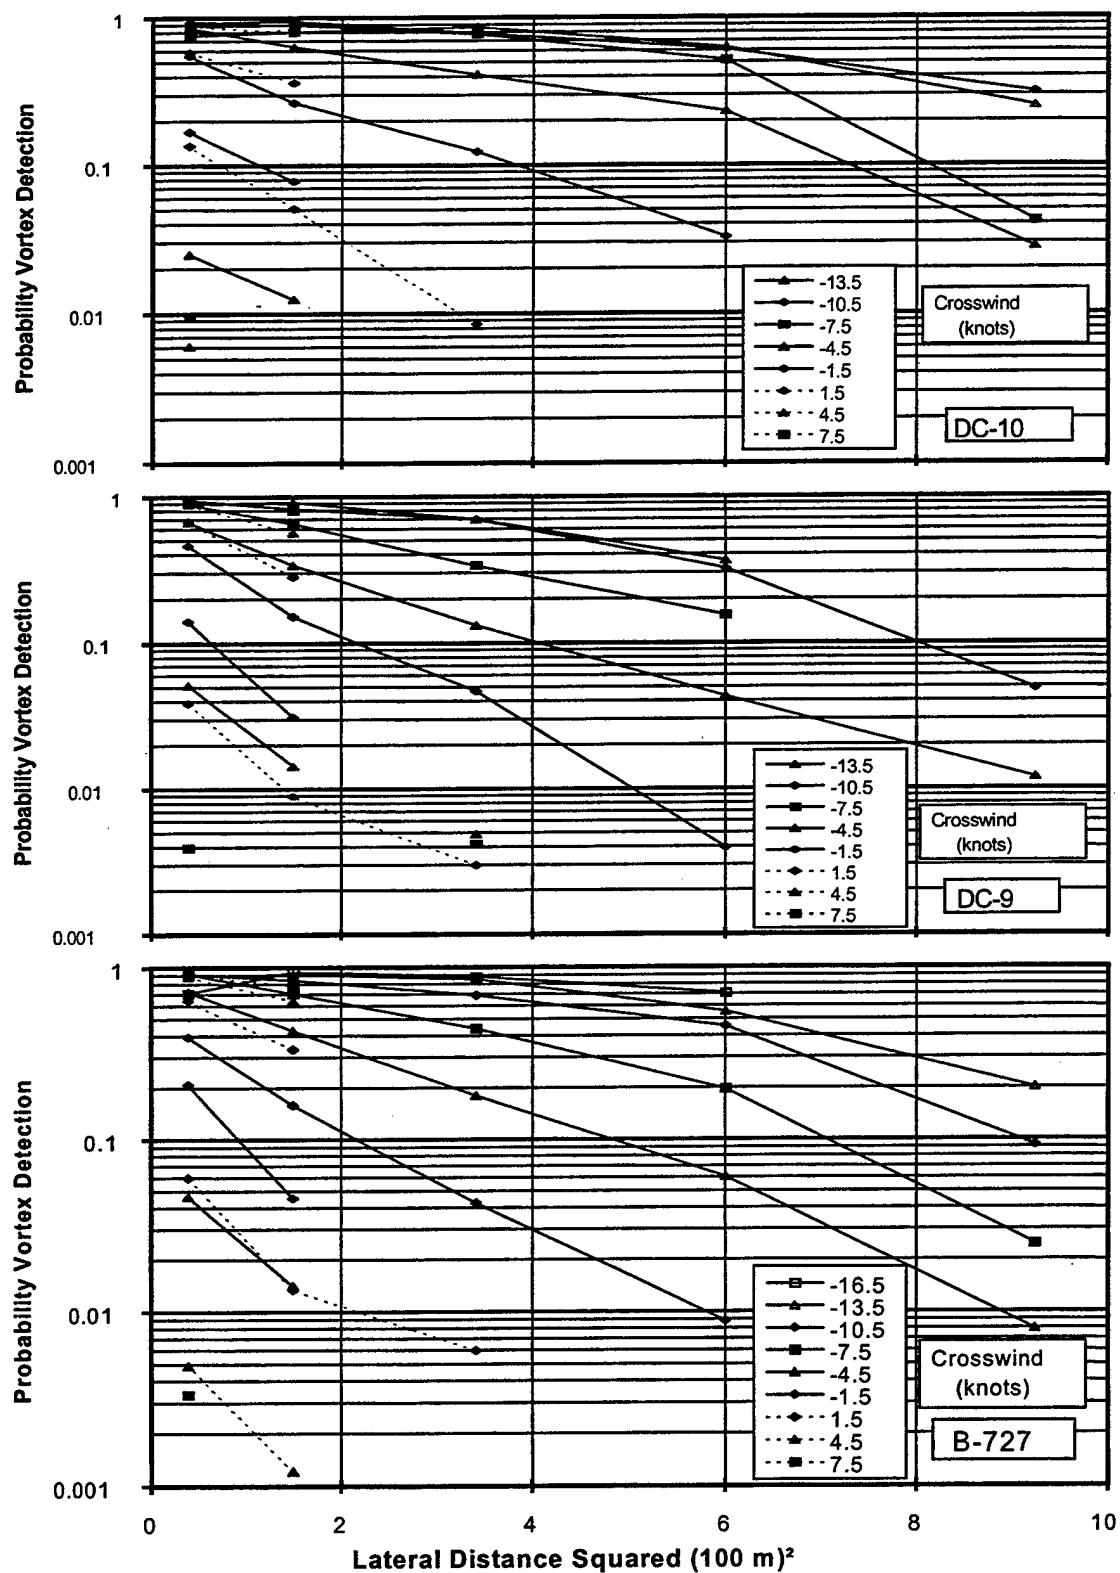 Probability Vortex Detection
1
0.1
0.01
0.001
-13.5
-10.5
-7.5
-4.5
-1.5
1.5
4.5
7.5
Crosswind
(knots)
DC-10
Probability Vortex Detection
1
0.1
0.01
0.001
-13.5
-10.5
-7.5
-4.5
-1.5
1.5
4.5
7.5
Crosswind
(knots)
DC-9
Probability Vortex Detection
1
0.1
0.01
0.001
-16.5
-13.5
-10.5
-7.5
-4.5
-1.5
1.5
4.5
7.5
Crosswind
(knots)
B-727
0 2 4 6 8 10
Lateral Distance Squared (100 m)²